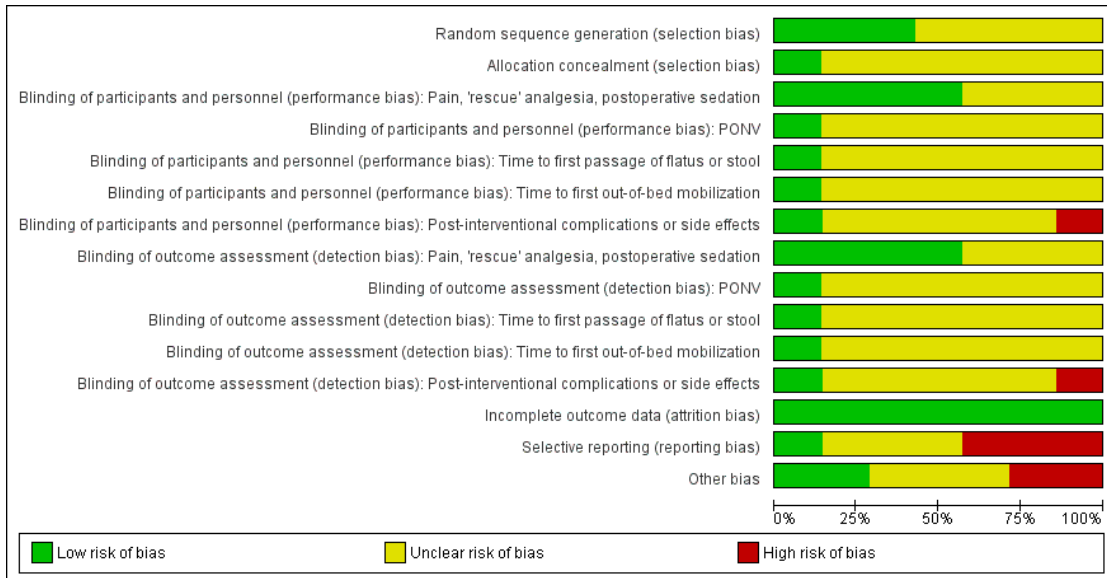 Random sequence generation (selection bias)
Allocation concealment (selection bias)
Blinding of participants and personnel (performance bias): Pain, 'rescue' analgesia, postoperative sedation
Blinding of participants and personnel (performance bias): PONV
Blinding of participants and personnel (performance bias): Time to first passage of flatus or stool
Blinding of participants and personnel (performance bias): Time to first out-of-bed mobilization
Blinding of participants and personnel (performance bias): Post-interventional complications or side effects
Blinding of outcome assessment (detection bias): Pain, 'rescue' analgesia, postoperative sedation
Blinding of outcome assessment (detection bias): PONV
Blinding of outcome assessment (detection bias): Time to first passage of flatus or stool
Blinding of outcome assessment (detection bias): Time to first out-of-bed mobilization
Blinding of outcome assessment (detection bias): Post-interventional complications or side effects
Incomplete outcome data (attrition bias)
Selective reporting (reporting bias)
Other bias
0% 25% 50% 75% 100%
Low risk of bias Unclear risk of bias High risk of bias